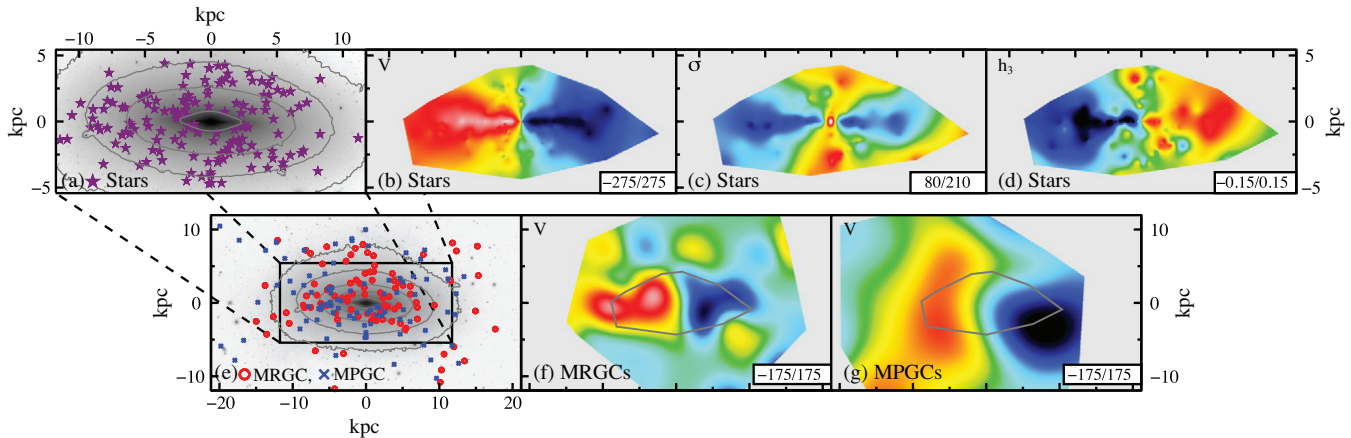 kpc
−10 −5 0 5 10
5 0 −5
kpc
(a) ★ Stars
V
(b) Stars
−275/275
σ
(c) Stars
80/210
h₃
(d) Stars
−0.15/0.15
5 0 −5
kpc
10 0 −10
kpc
(e) MRGC, MPGC
−20 −10 0 10 20
kpc
V
(f) MRGCs
−175/175
V
(g) MPGCs
−175/175
10 0 −10
kpc